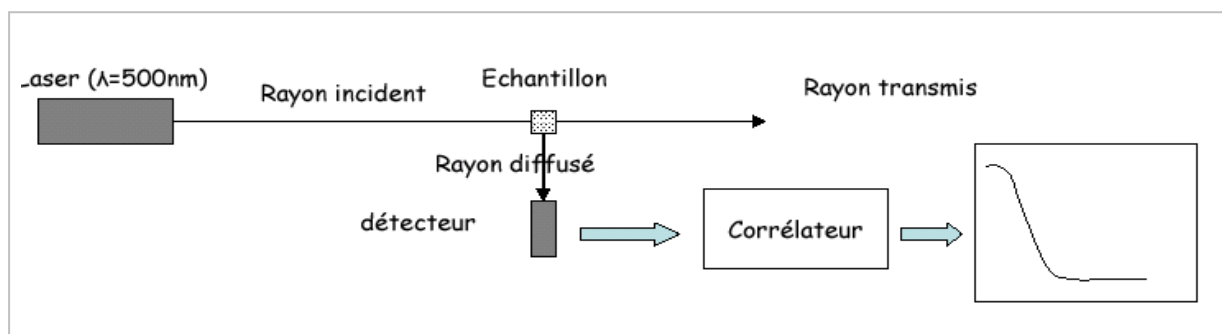 Laser (λ=500nm)
Rayon incident
Echantillon
Rayon transmis
Rayon diffusé
détecteur
Corrélateur